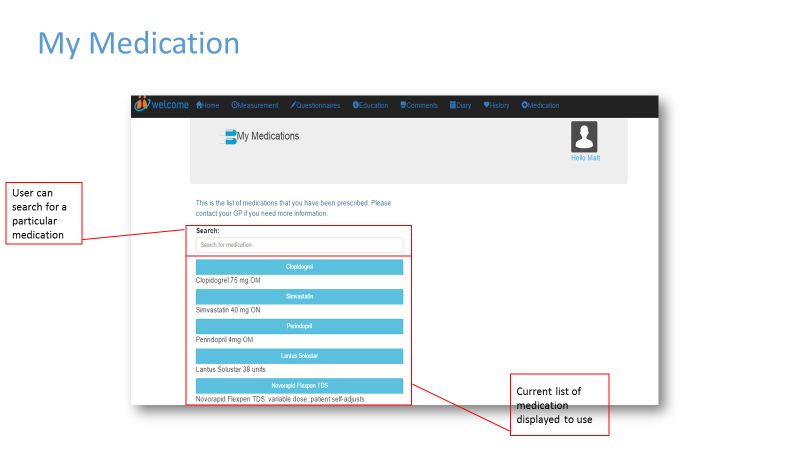 My Medication
welcome Home Measurement Questionnaires Education Comments Diary History Medication
My Medications
Hello Matt
User can
search for a
particular
medication
This is the list of medications that you have been prescribed. Please
contact your GP if you need more information.
Search:
Search for medication
Clopidogrel
Clopidogrel 75 mg OM
Simvastatin
Simvastatin 40 mg ON
Perindopril
Perindopril 4mg OM
Lantus Solostar
Lantus Solustar 38 units
Novorapid Flexpen TDS
Novorapid Flexpen TDS: variable dose, patient self-adjusts
Current list of
medication
displayed to use